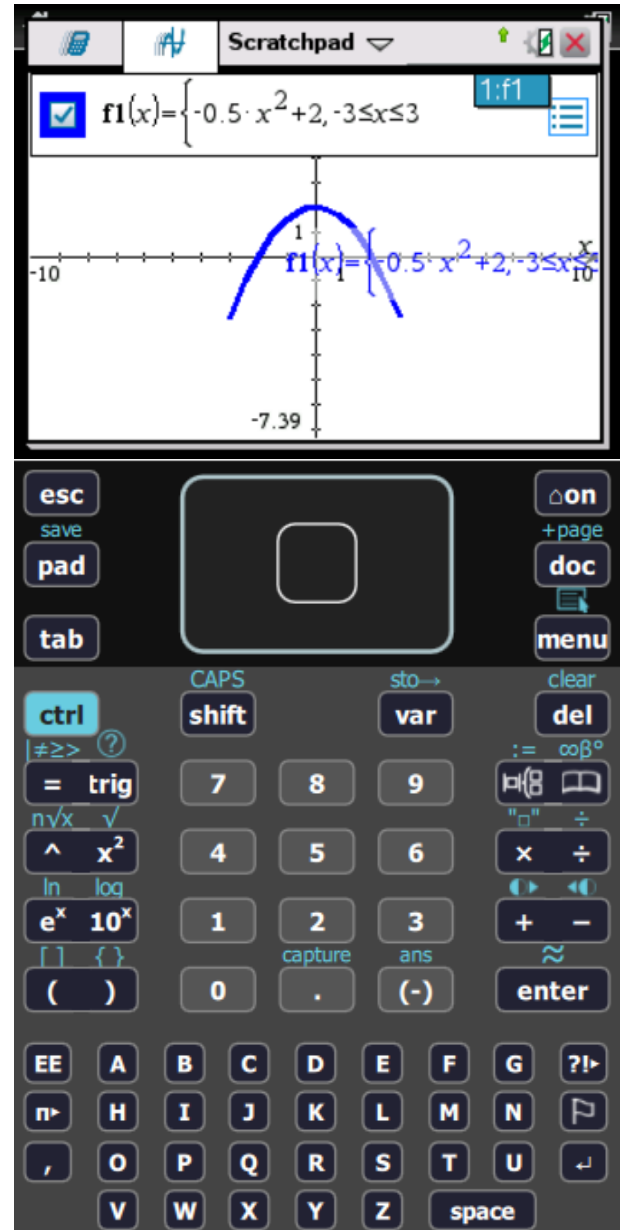 Scratchpad
1:f1
f1(x)={-0.5·x²+2, -3≤x≤3
1
x
f1(x)={-0.5·x²+2,-3≤x≤3
-10
1
10
-7.39
esc
⌂on
save
+page
pad
doc
tab
menu
CAPS
sto→
clear
ctrl
shift
var
del
|≠≥>
?
:=
∞β°
=
trig
7
8
9
n√x
√
"□"
÷
^
x²
4
5
6
×
÷
ln
log
eˣ
10ˣ
1
2
3
+
−
[ ]
{ }
capture
ans
≈
(
)
0
.
(-)
enter
EE
A
B
C
D
E
F
G
?!▸
π▸
H
I
J
K
L
M
N
,
O
P
Q
R
S
T
U
↵
V
W
X
Y
Z
space